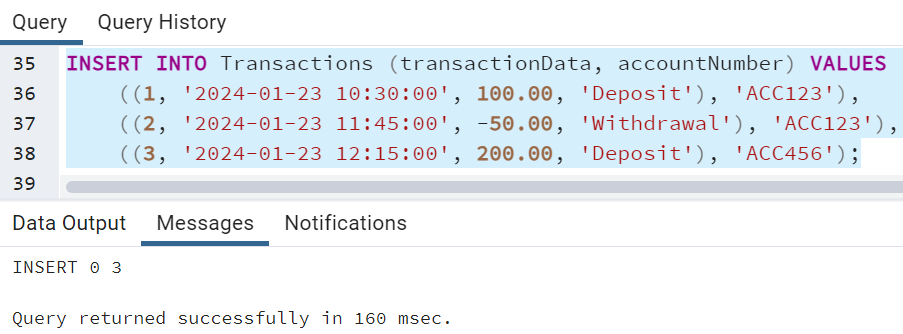 Query Query History
35 INSERT INTO Transactions (transactionData, accountNumber) VALUES
36 ((1, '2024-01-23 10:30:00', 100.00, 'Deposit'), 'ACC123'),
37 ((2, '2024-01-23 11:45:00', -50.00, 'Withdrawal'), 'ACC123'),
38 ((3, '2024-01-23 12:15:00', 200.00, 'Deposit'), 'ACC456');
39
Data Output Messages Notifications
INSERT 0 3
Query returned successfully in 160 msec.